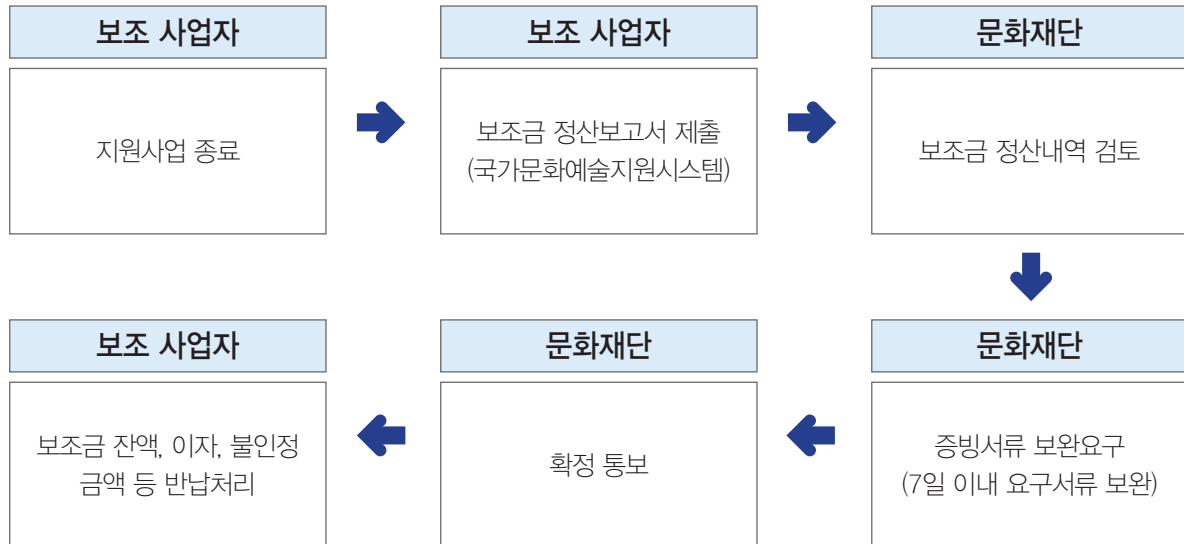 보조 사업자
지원사업 종료
보조 사업자
보조금 정산보고서 제출
(국가문화예술지원시스템)
문화재단
보조금 정산내역 검토
문화재단
증빙서류 보완요구
(7일 이내 요구서류 보완)
문화재단
확정 통보
보조 사업자
보조금 잔액, 이자, 불인정
금액 등 반납처리